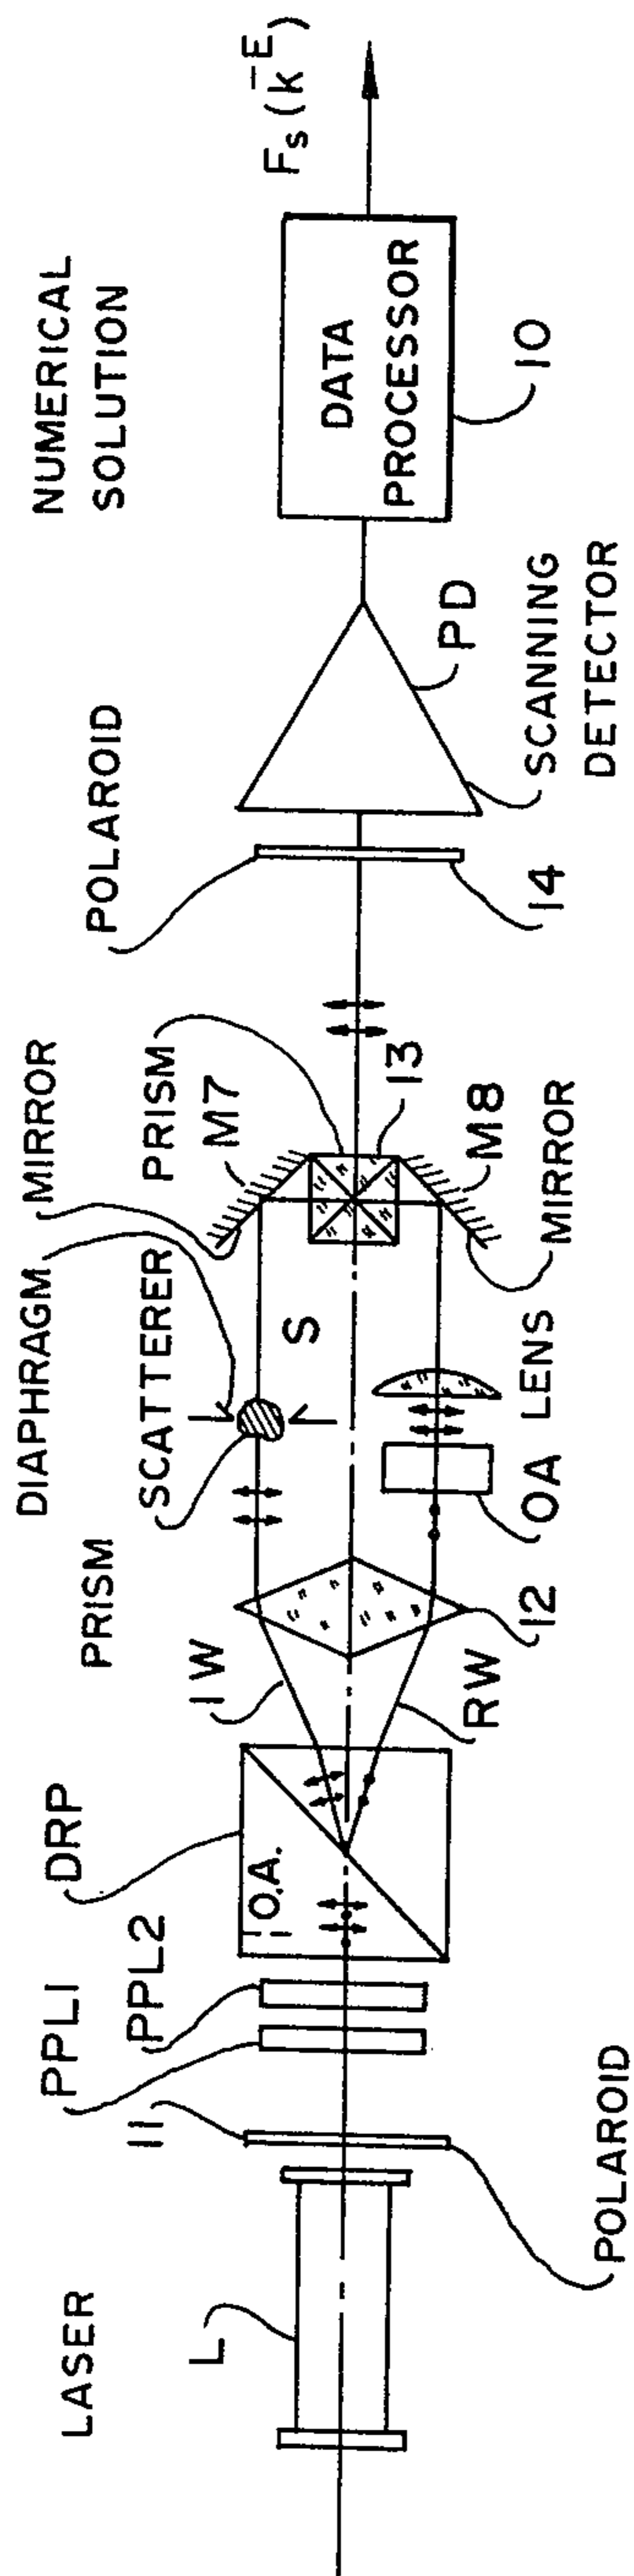 LASER
L
POLAROID
11
PPL1
PPL2
DRP
O.A.
IW
RW
PRISM
12
DIAPHRAGM
SCATTERER
S
OA
LENS
MIRROR
M7
PRISM
13
M8
MIRROR
POLAROID
14
PD
SCANNING
DETECTOR
NUMERICAL
SOLUTION
DATA
PROCESSOR
10
Fs (k̄E)